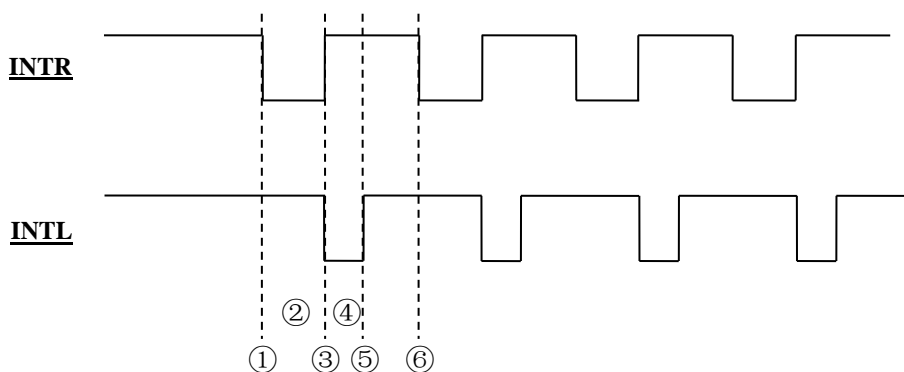 INTR
INTL
② ④
① ③ ⑤ ⑥